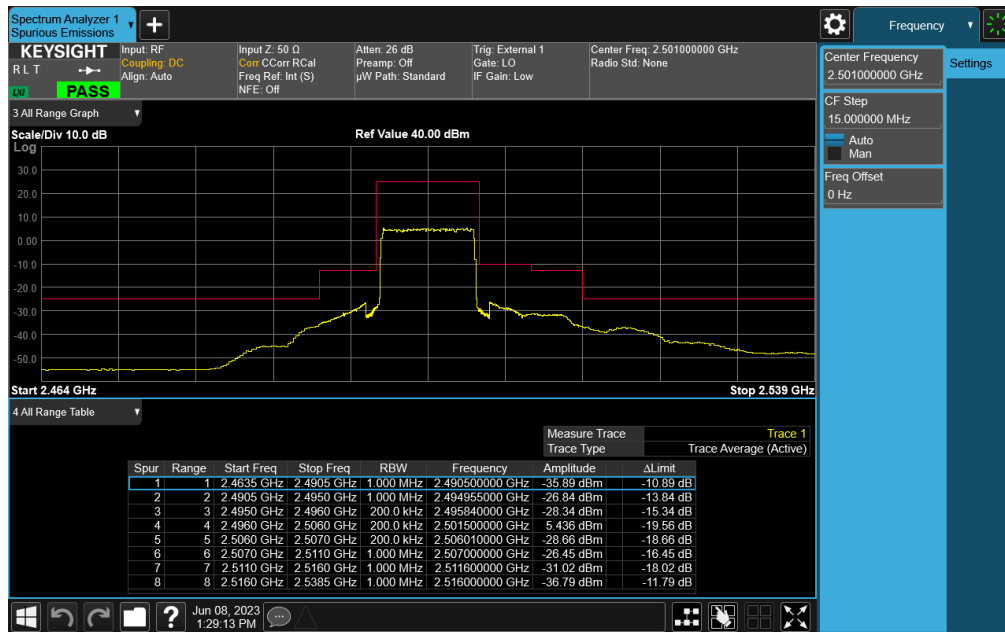 Spectrum Analyzer 1
Spurious Emissions
Frequency
KEYSIGHT
R L T
LXI
PASS
Input: RF
Coupling: DC
Align: Auto
Input Z: 50 Ω
Corr CCorr RCal
Freq Ref: Int (S)
NFE: Off
Atten: 26 dB
Preamp: Off
µW Path: Standard
Trig: External 1
Gate: LO
IF Gain: Low
Center Freq: 2.501000000 GHz
Radio Std: None
Center Frequency
2.501000000 GHz
Settings
CF Step
15.000000 MHz
Auto
Man
Freq Offset
0 Hz
3 All Range Graph
Scale/Div 10.0 dB
Ref Value 40.00 dBm
Log
30.0
20.0
10.0
0.00
-10.0
-20.0
-30.0
-40.0
-50.0
Start 2.464 GHz
Stop 2.539 GHz
4 All Range Table
Measure Trace Trace 1
Trace Type Trace Average (Active)
Spur Range Start Freq Stop Freq RBW Frequency Amplitude ΔLimit
1 1 2.4635 GHz 2.4905 GHz 1.000 MHz 2.490500000 GHz -35.89 dBm -10.89 dB
2 2 2.4905 GHz 2.4950 GHz 1.000 MHz 2.494955000 GHz -26.84 dBm -13.84 dB
3 3 2.4950 GHz 2.4960 GHz 200.0 kHz 2.495840000 GHz -28.34 dBm -15.34 dB
4 4 2.4960 GHz 2.5060 GHz 200.0 kHz 2.501500000 GHz 5.436 dBm -19.56 dB
5 5 2.5060 GHz 2.5070 GHz 200.0 kHz 2.506010000 GHz -28.66 dBm -18.66 dB
6 6 2.5070 GHz 2.5110 GHz 1.000 MHz 2.507000000 GHz -26.45 dBm -16.45 dB
7 7 2.5110 GHz 2.5160 GHz 1.000 MHz 2.511600000 GHz -31.02 dBm -18.02 dB
8 8 2.5160 GHz 2.5385 GHz 1.000 MHz 2.516000000 GHz -36.79 dBm -11.79 dB
Jun 08, 2023
1:29:13 PM